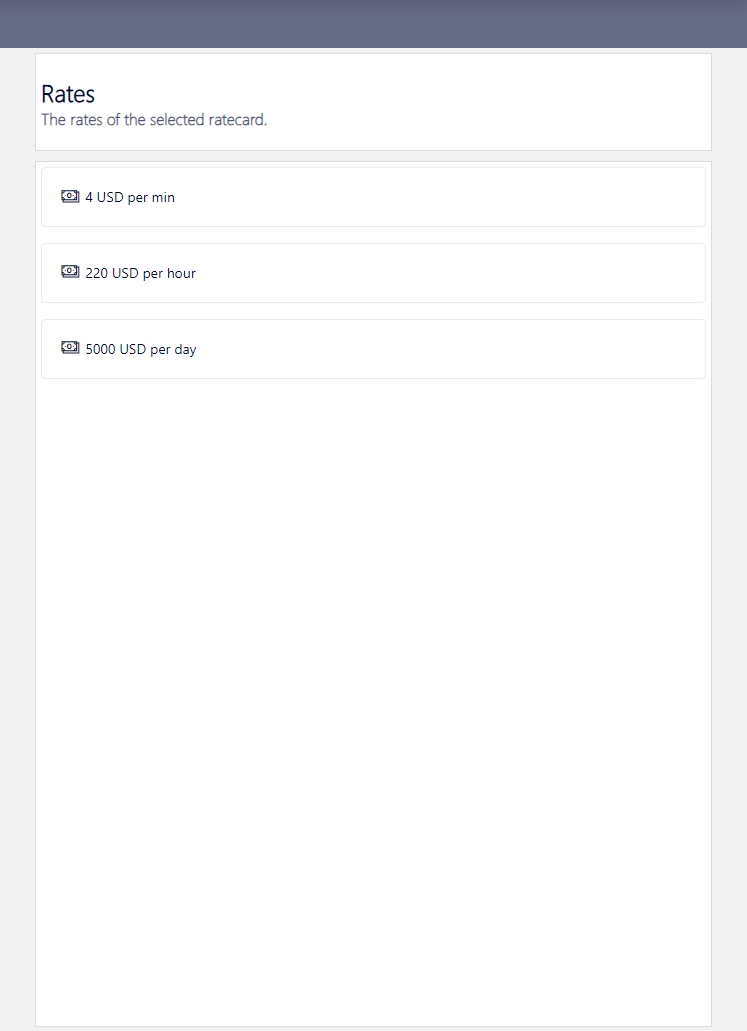 Rates
The rates of the selected ratecard.
4 USD per min
220 USD per hour
5000 USD per day